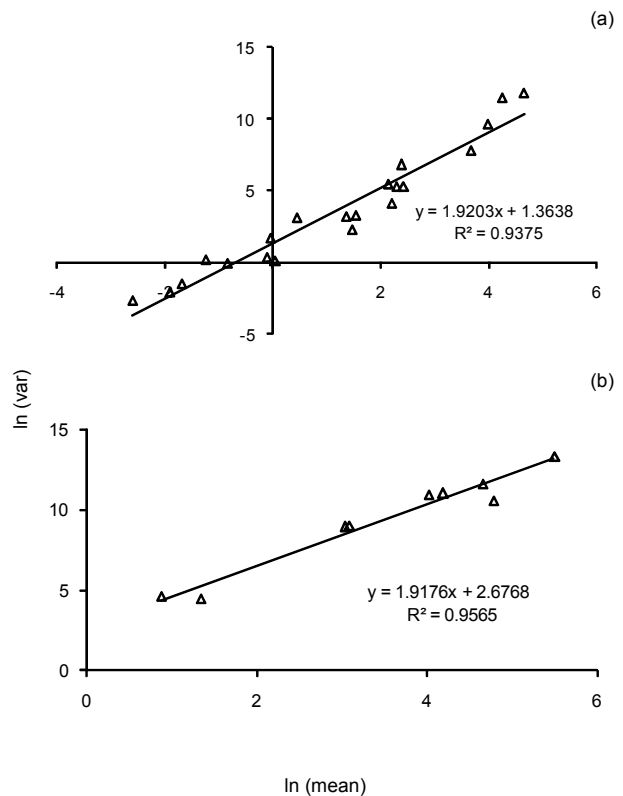 (a)
15
10
5
y = 1.9203x + 1.3638
R² = 0.9375
-4
-2
0
2
4
6
-5
(b)
ln (var)
15
10
5
y = 1.9176x + 2.6768
R² = 0.9565
0
0
2
4
6
ln (mean)